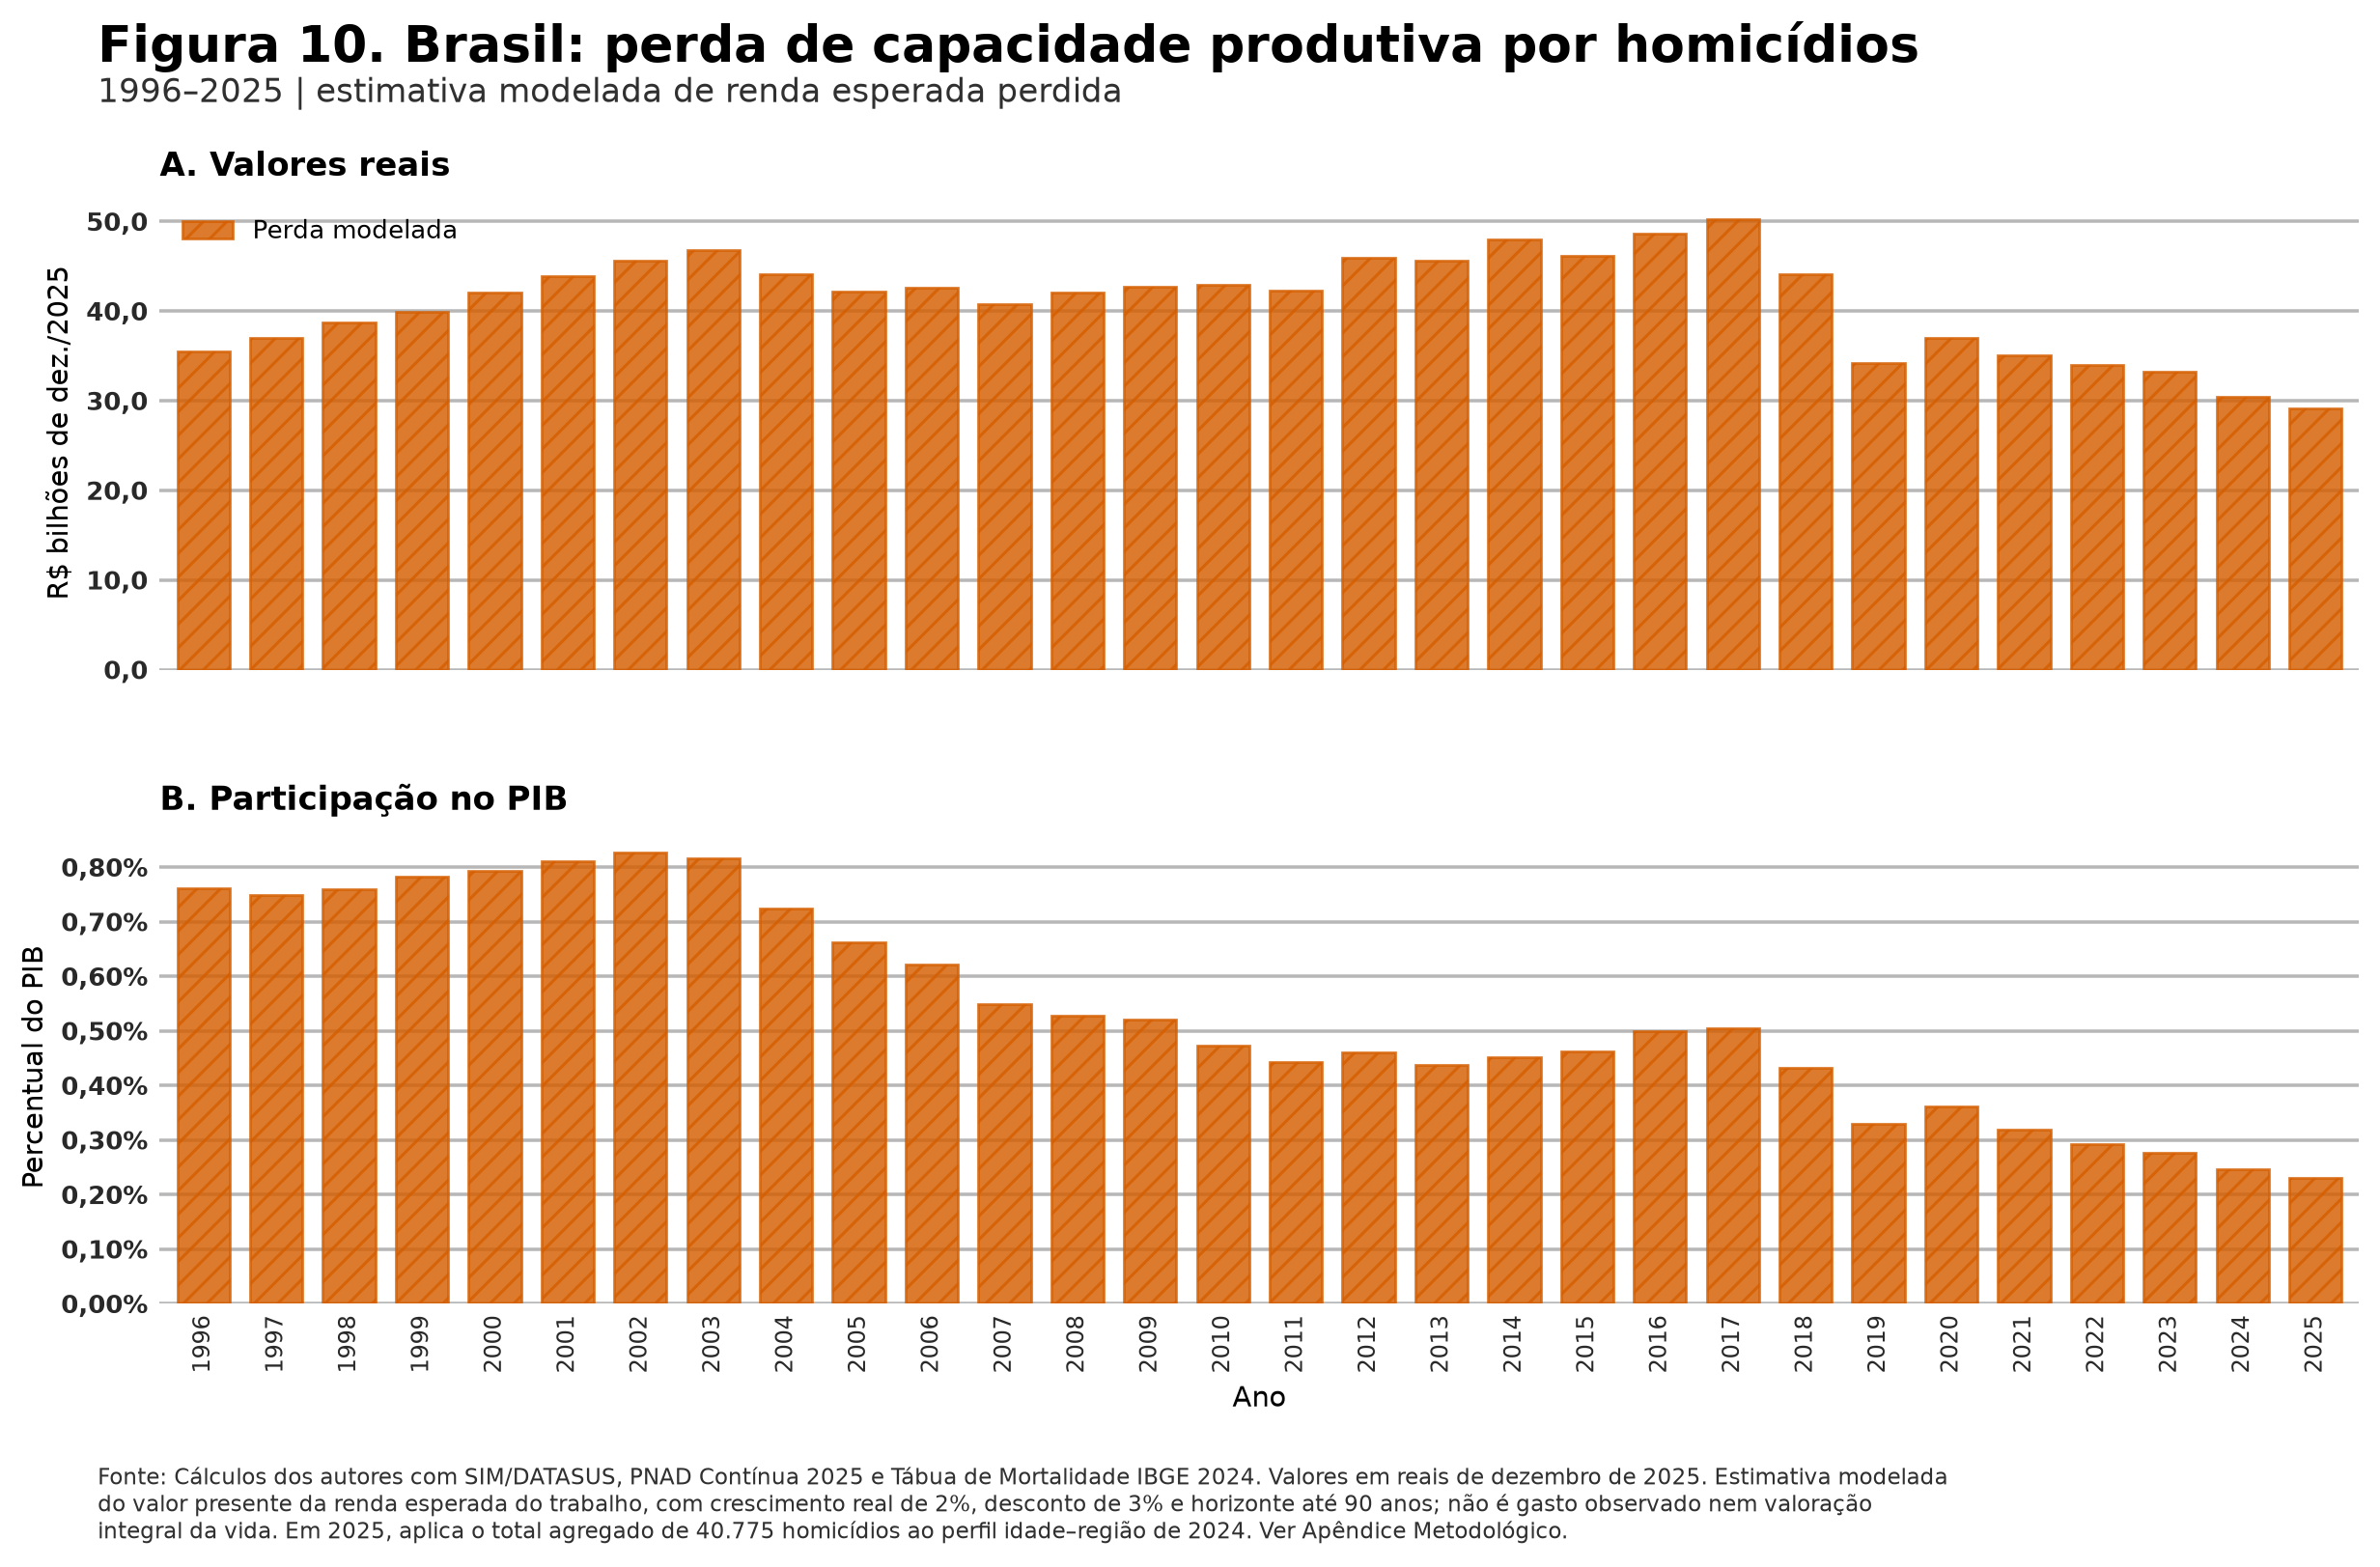 Figura 10. Brasil: perda de capacidade produtiva por homicídios
1996–2025 | estimativa modelada de renda esperada perdida
A. Valores reais
Perda modelada
R$ bilhões de dez./2025
50,0
40,0
30,0
20,0
10,0
0,0
B. Participação no PIB
Percentual do PIB
0,80%
0,70%
0,60%
0,50%
0,40%
0,30%
0,20%
0,10%
0,00%
1996 1997 1998 1999 2000 2001 2002 2003 2004 2005 2006 2007 2008 2009 2010 2011 2012 2013 2014 2015 2016 2017 2018 2019 2020 2021 2022 2023 2024 2025
Ano
Fonte: Cálculos dos autores com SIM/DATASUS, PNAD Contínua 2025 e Tábua de Mortalidade IBGE 2024. Valores em reais de dezembro de 2025. Estimativa modelada
do valor presente da renda esperada do trabalho, com crescimento real de 2%, desconto de 3% e horizonte até 90 anos; não é gasto observado nem valoração
integral da vida. Em 2025, aplica o total agregado de 40.775 homicídios ao perfil idade–região de 2024. Ver Apêndice Metodológico.